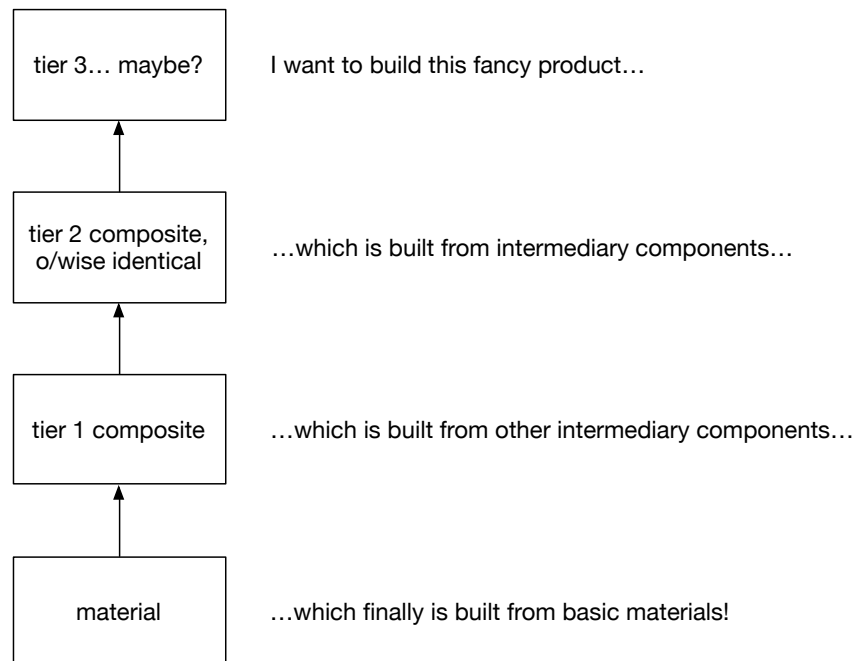 tier 3… maybe?
I want to build this fancy product…
tier 2 composite,
o/wise identical
…which is built from intermediary components…
tier 1 composite
…which is built from other intermediary components…
material
…which finally is built from basic materials!